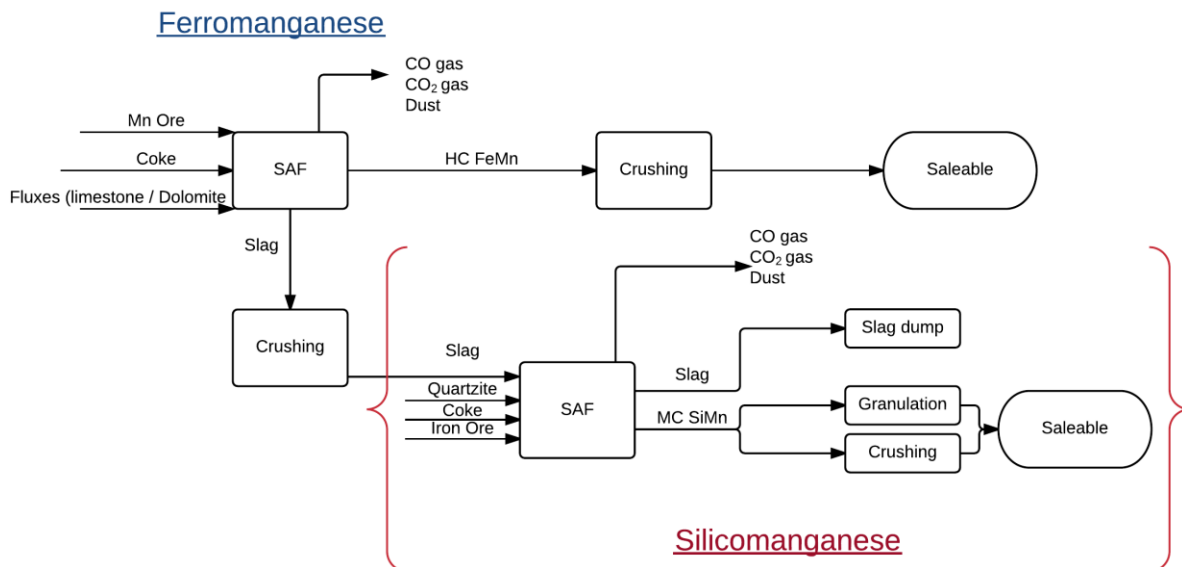 Ferromanganese
CO gas
CO₂ gas
Dust
Mn Ore
Coke
Fluxes (limestone / Dolomite
SAF
HC FeMn
Crushing
Saleable
Slag
Crushing
CO gas
CO₂ gas
Dust
Slag
Quartzite
Coke
Iron Ore
SAF
Slag
Slag dump
MC SiMn
Granulation
Crushing
Saleable
Silicomanganese